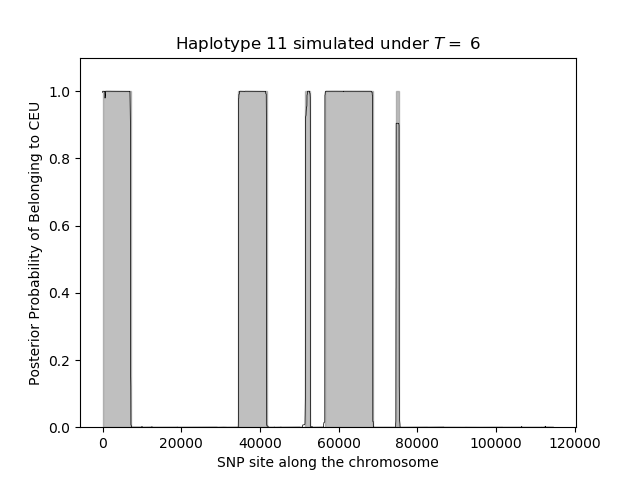 Haplotype 11 simulated under T = 6
Posterior Probability of Belonging to CEU
1.0
0.8
0.6
0.4
0.2
0.0
0 20000 40000 60000 80000 100000 120000
SNP site along the chromosome